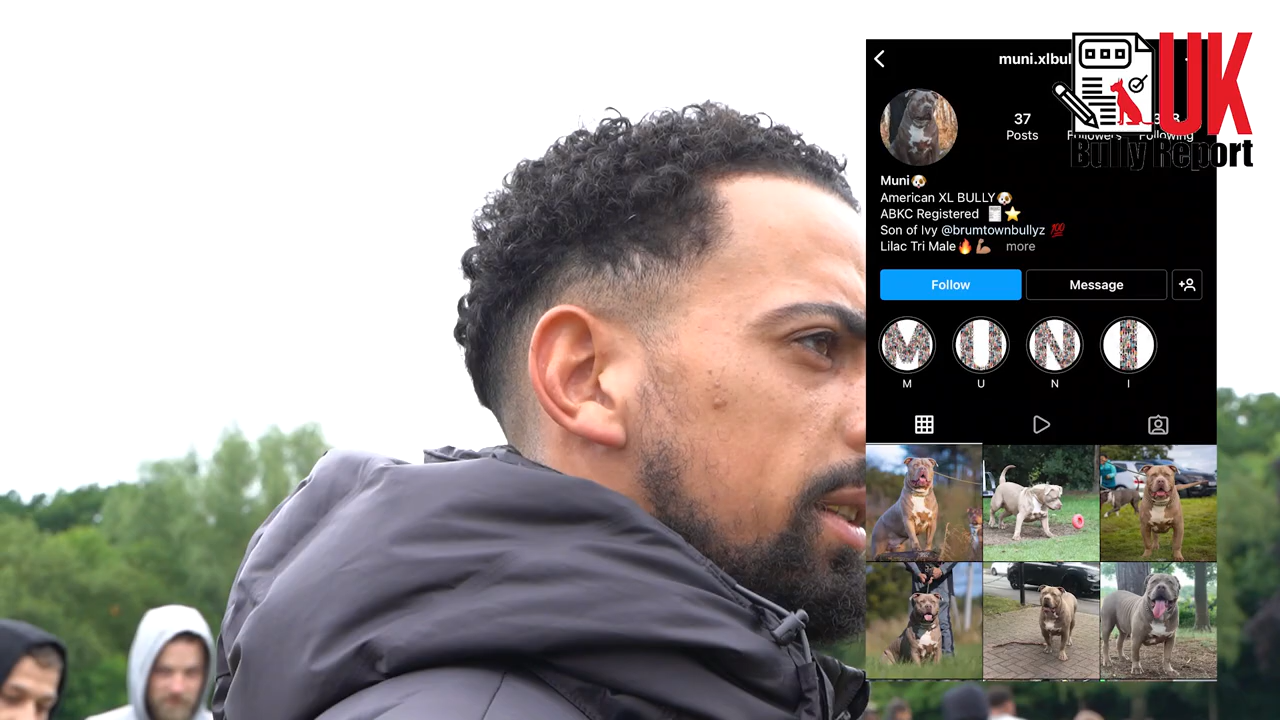 muni.xlbul
UK
Bully Report
37
Posts
Followers
Following
Muni🐶
American XL BULLY🐶
ABKC Registered 📃⭐
Son of Ivy @brumtownbullyz 💯
Lilac Tri Male🔥💪🏽 more
Follow
Message
M U N I
M U N I